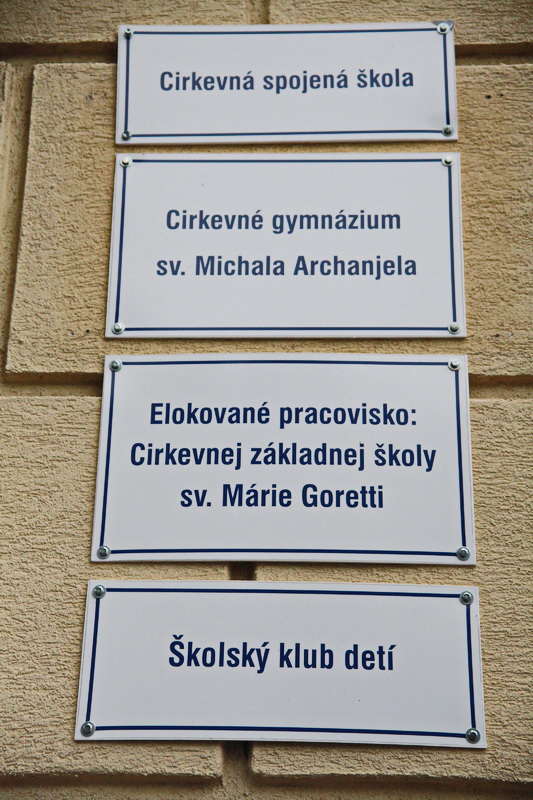 Cirkevná spojená škola
Cirkevné gymnázium
sv. Michala Archanjela
Elokované pracovisko:
Cirkevnej základnej školy
sv. Márie Goretti
Školský klub detí